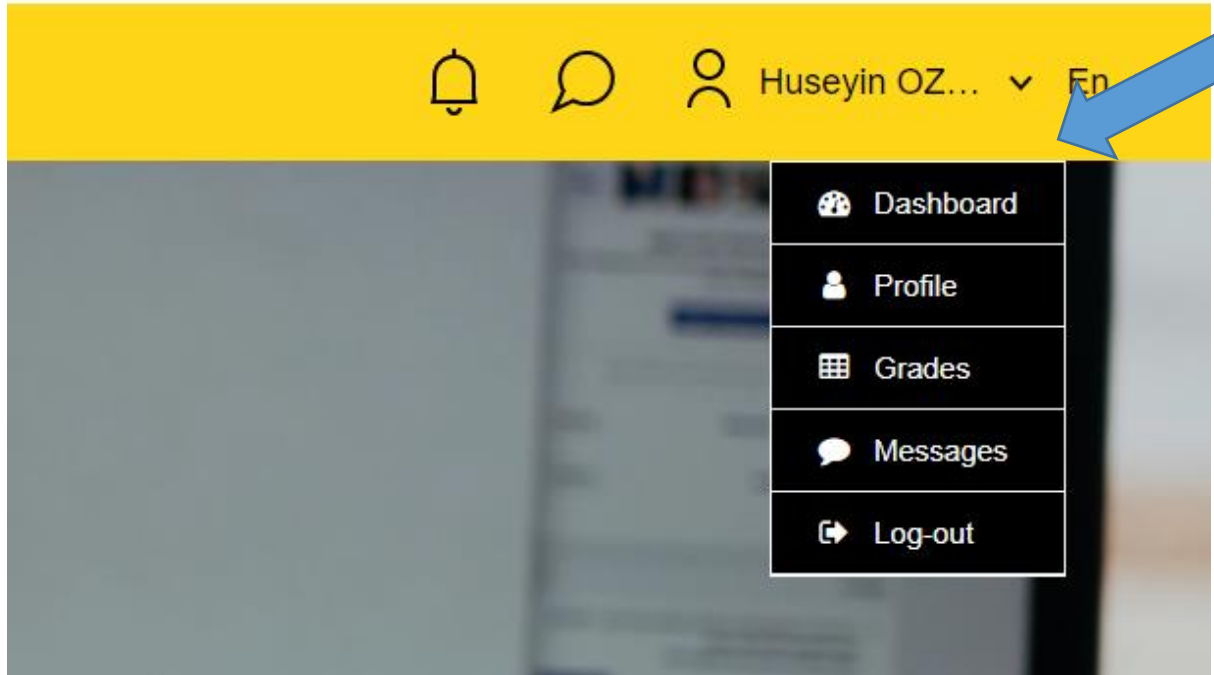 Huseyin OZ... En
Dashboard
Profile
Grades
Messages
Log-out